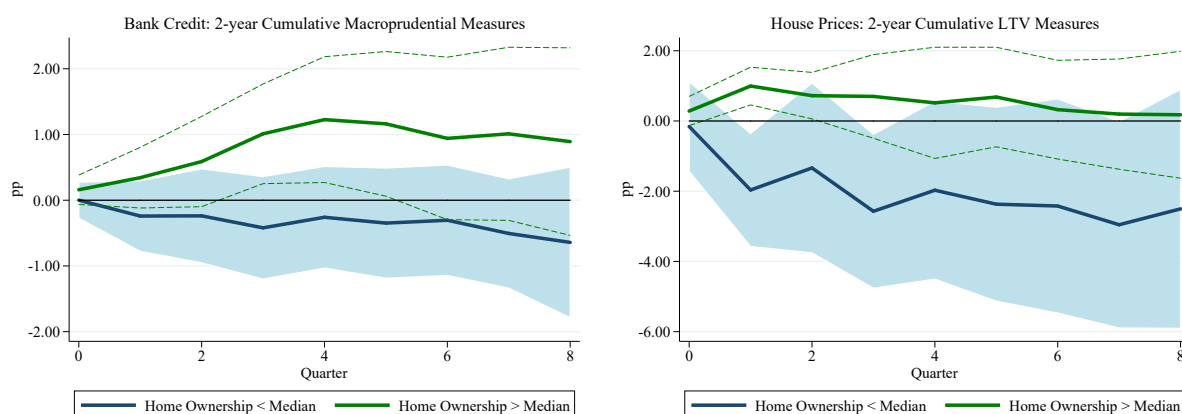 Bank Credit: 2-year Cumulative Macroprudential Measures
2.00
1.00
0.00
-1.00
-2.00
pp
0 2 4 6 8
Quarter
Home Ownership < Median Home Ownership > Median
House Prices: 2-year Cumulative LTV Measures
2.00
0.00
-2.00
-4.00
-6.00
pp
0 2 4 6 8
Quarter
Home Ownership < Median Home Ownership > Median